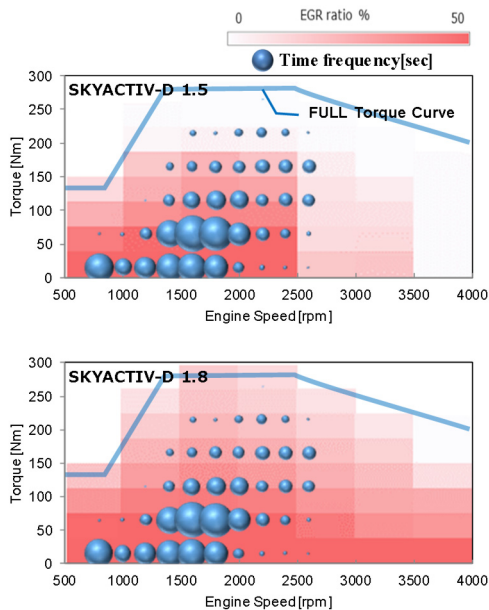 EGR ratio %
0 50
Time frequency[sec]
SKYACTIV-D 1.5
FULL Torque Curve
Torque [Nm]
300
250
200
150
100
50
0
500 1000 1500 2000 2500 3000 3500 4000
Engine Speed[rpm]
SKYACTIV-D 1.8
Torque [Nm]
300
250
200
150
100
50
0
500 1000 1500 2000 2500 3000 3500 4000
Engine Speed[rpm]